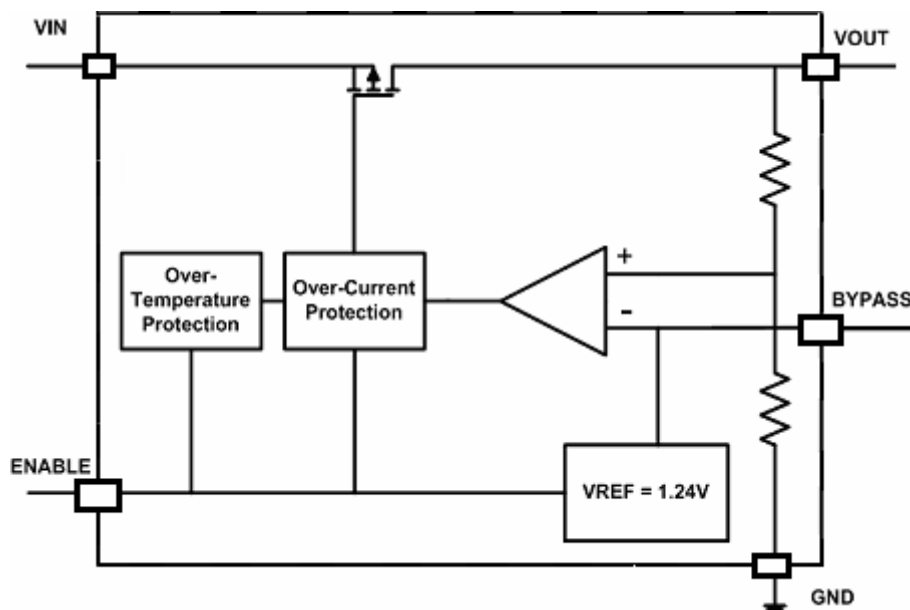 VIN
VOUT
+
Over-
Temperature
Protection
Over-Current
Protection
-
BYPASS
ENABLE
VREF = 1.24V
GND